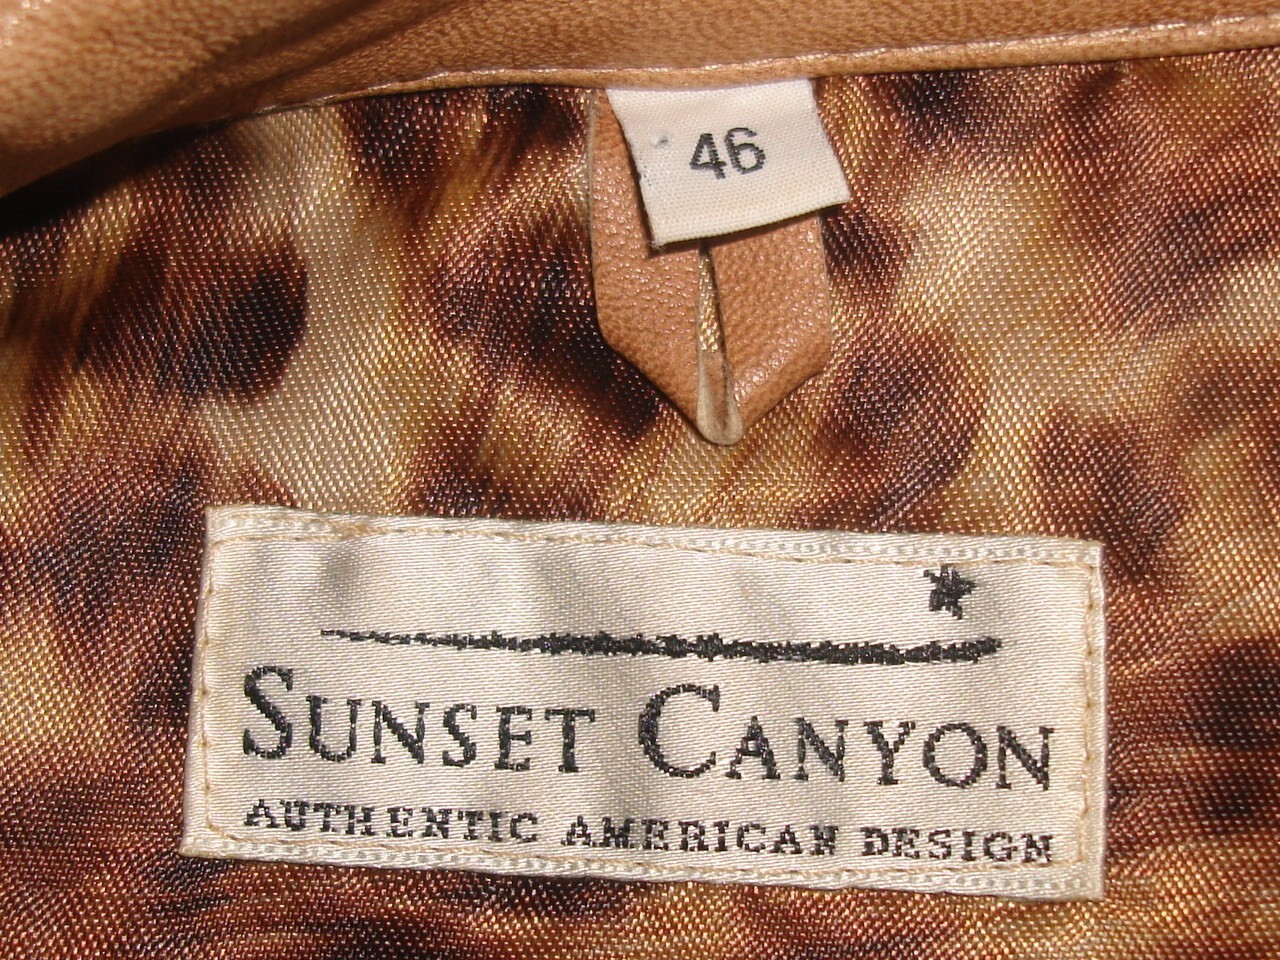 46
SUNSET CANYON
AUTHENTIC AMERICAN DESIGN